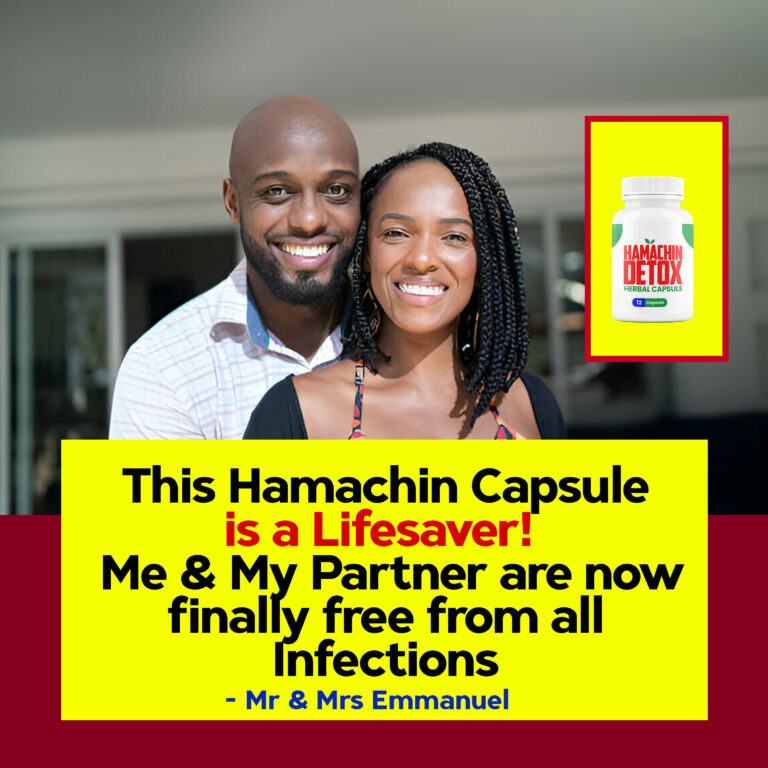 HAMACHIN
DETOX
HERBAL CAPSULE
12 Capsule
This Hamachin Capsule
is a Lifesaver!
Me & My Partner are now
finally free from all
Infections
- Mr & Mrs Emmanuel